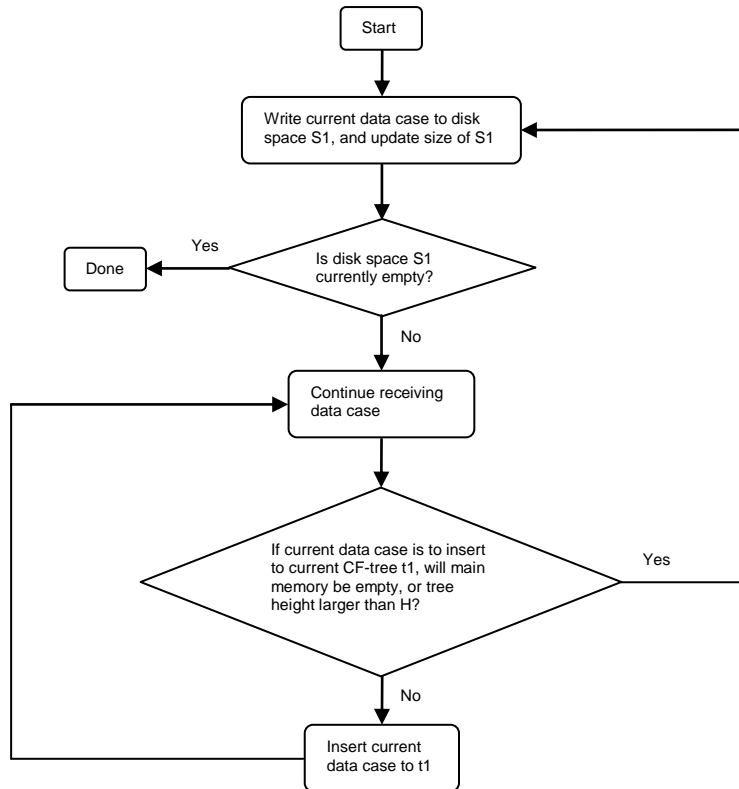 Start
Write current data case to disk
space S1, and update size of S1
Yes
Is disk space S1
currently empty?
Done
No
Continue receiving
data case
If current data case is to insert
to current CF-tree t1, will main
memory be empty, or tree
height larger than H?
Yes
No
Insert current
data case to t1